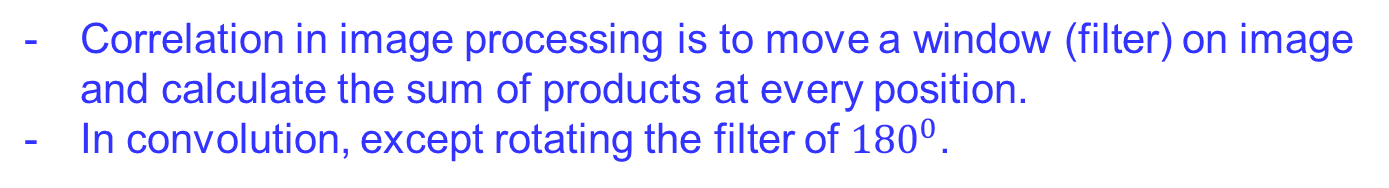 - Correlation in image processing is to move a window (filter) on image
and calculate the sum of products at every position.
- In convolution, except rotating the filter of 180⁰.